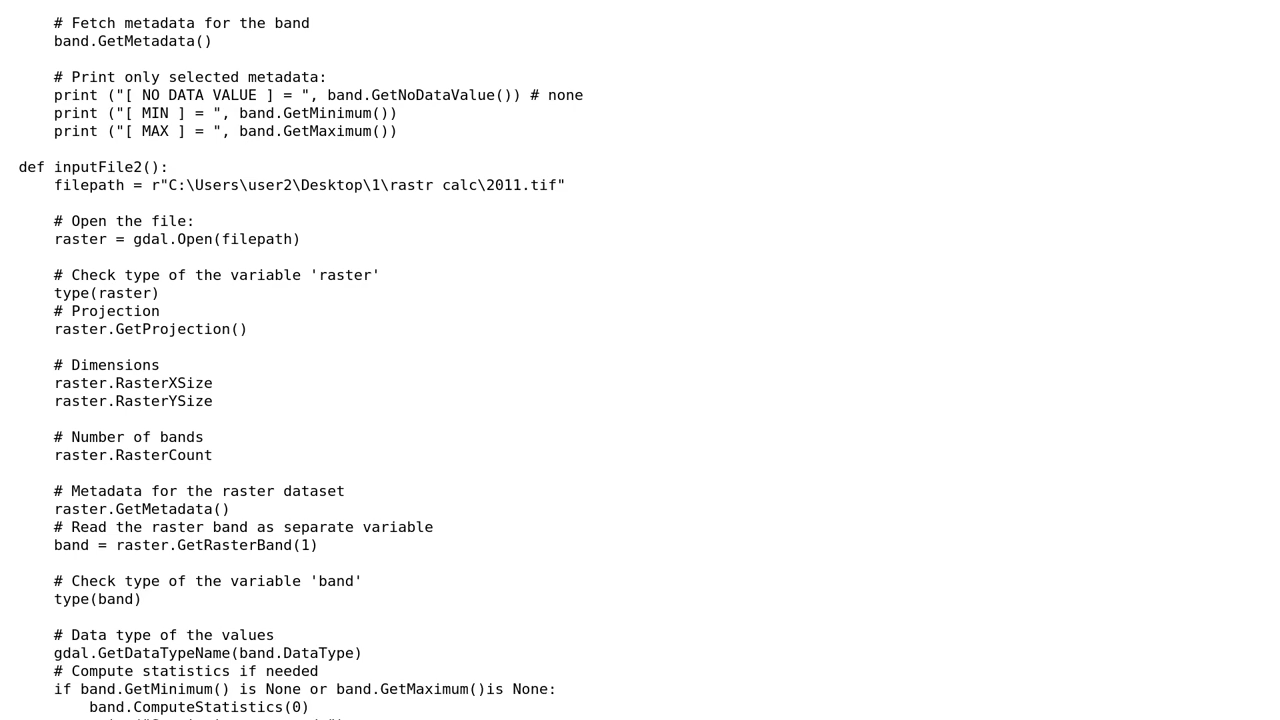 # Fetch metadata for the band
band.GetMetadata()
# Print only selected metadata:
print ("[ NO DATA VALUE ] = ", band.GetNoDataValue()) # none
print ("[ MIN ] = ", band.GetMinimum())
print ("[ MAX ] = ", band.GetMaximum())
def inputFile2():
filepath = r"C:\Users\user2\Desktop\1\rastr calc\2011.tif"
# Open the file:
raster = gdal.Open(filepath)
# Check type of the variable 'raster'
type(raster)
# Projection
raster.GetProjection()
# Dimensions
raster.RasterXSize
raster.RasterYSize
# Number of bands
raster.RasterCount
# Metadata for the raster dataset
raster.GetMetadata()
# Read the raster band as separate variable
band = raster.GetRasterBand(1)
# Check type of the variable 'band'
type(band)
# Data type of the values
gdal.GetDataTypeName(band.DataType)
# Compute statistics if needed
if band.GetMinimum() is None or band.GetMaximum()is None:
band.ComputeStatistics(0)